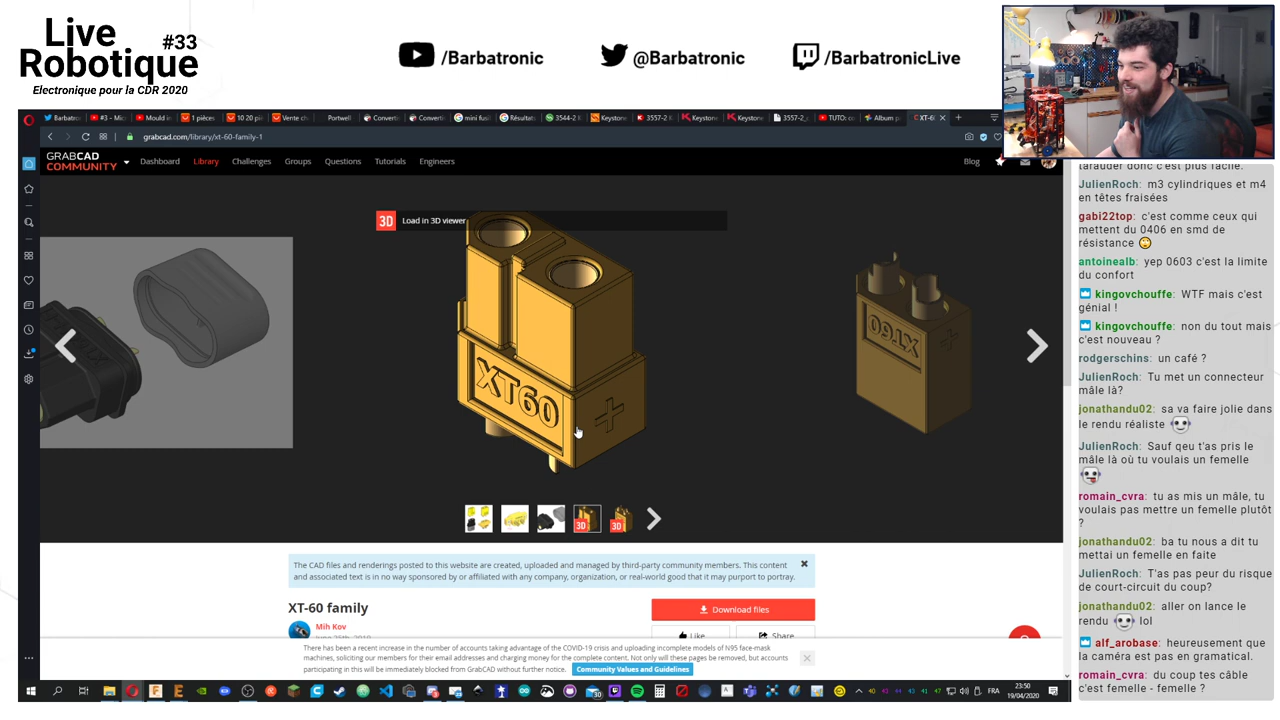 Live
Robotique
#33
Electronique pour la CDR 2020
/Barbatronic
@Barbatronic
/BarbatronicLive
grabcad.com/library/xt-60-family-1
GRABCAD
COMMUNITY
Dashboard
Library
Challenges
Groups
Questions
Tutorials
Engineers
Blog
3D
Load in 3D viewer
XT60
+
XT60
+
3D
3D
The CAD files and renderings posted to this website are created, uploaded and managed by third-party community members. This content
and associated text is in no way sponsored by or affiliated with any company, organization, or real-world good that it may purport to portray.
XT-60 family
Mih Kov
Download files
Like
Share
There has been a recent increase in the number of accounts taking advantage of the COVID-19 crisis and uploading incomplete models of N95 face-mask
machines, soliciting our members for their email addresses and charging money for the complete content. Not only will these pages be removed, but accounts
participating in this will be immediately blocked from GrabCAD without further notice.
Community Values and Guidelines
FRA
23:50
19/04/2020
tarauder donc c'est plus facile.
JulienRoch: m3 cylindriques et m4
en têtes fraisées
gabi22top: c'est comme ceux qui
mettent du 0406 en smd de
résistance
antoinealb: yep 0603 c'est la limite
du confort
kingovchouffe: WTF mais c'est
génial !
kingovchouffe: non du tout mais
c'est nouveau ?
rodgerschins: un café ?
JulienRoch: Tu met un connecteur
mâle là?
jonathandu02: sa va faire jolie dans
le rendu réaliste
JulienRoch: Sauf qeu t'as pris le
mâle là où tu voulais un femelle
romain_cvra: tu as mis un mâle, tu
voulais pas mettre un femelle plutôt
?
jonathandu02: ba tu nous a dit tu
mettai un femelle en faite
JulienRoch: T'as pas peur du risque
de court-circuit du coup?
jonathandu02: aller on lance le
rendu lol
alf_arobase: heureusement que
la caméra est pas en gramatical.
romain_cvra: du coup tes câble
c'est femelle - femelle ?